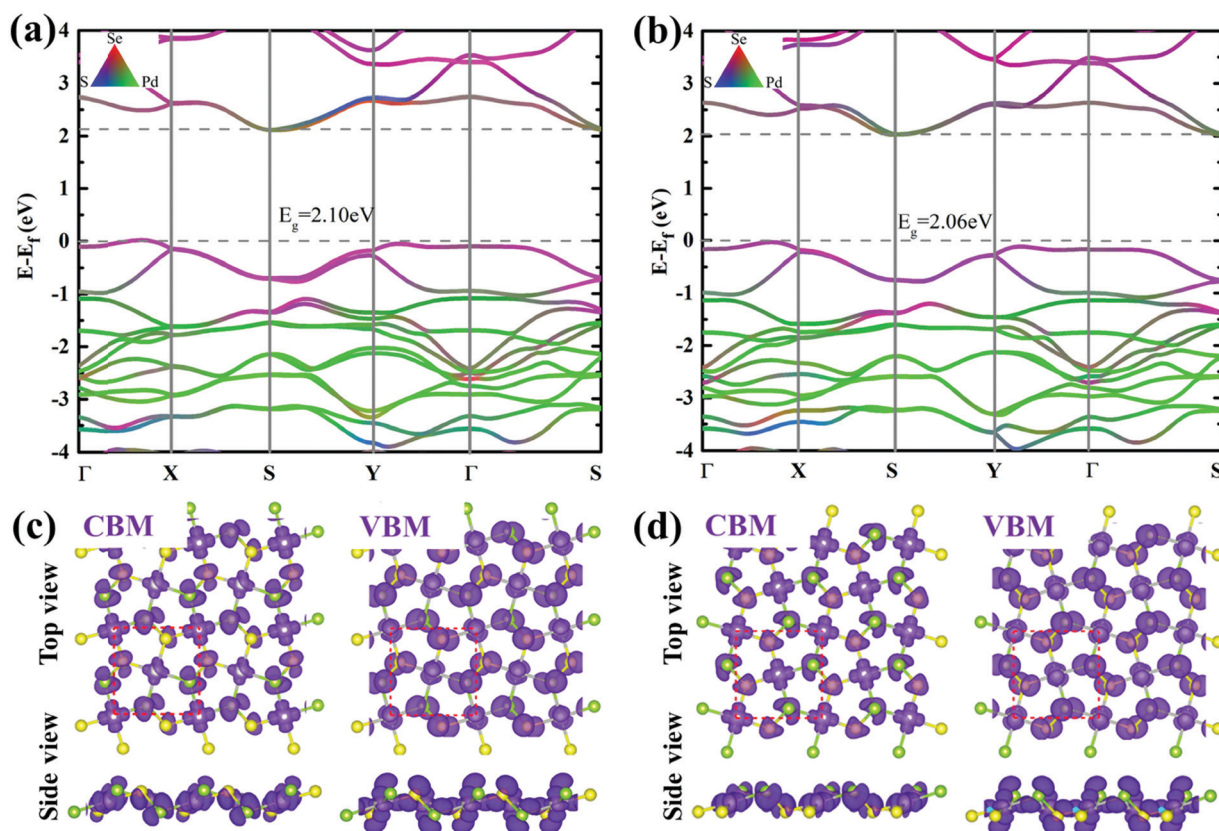 (a)
4
3
2
1
0
-1
-2
-3
-4
E-E_f (eV)
Se
S Pd
E_g=2.10eV
Γ X S Y Γ S
(b)
4
3
2
1
0
-1
-2
-3
-4
E-E_f (eV)
Se
S Pd
E_g=2.06eV
Γ X S Y Γ S
(c)
CBM VBM
Top view
Side view
(d)
CBM VBM
Top view
Side view